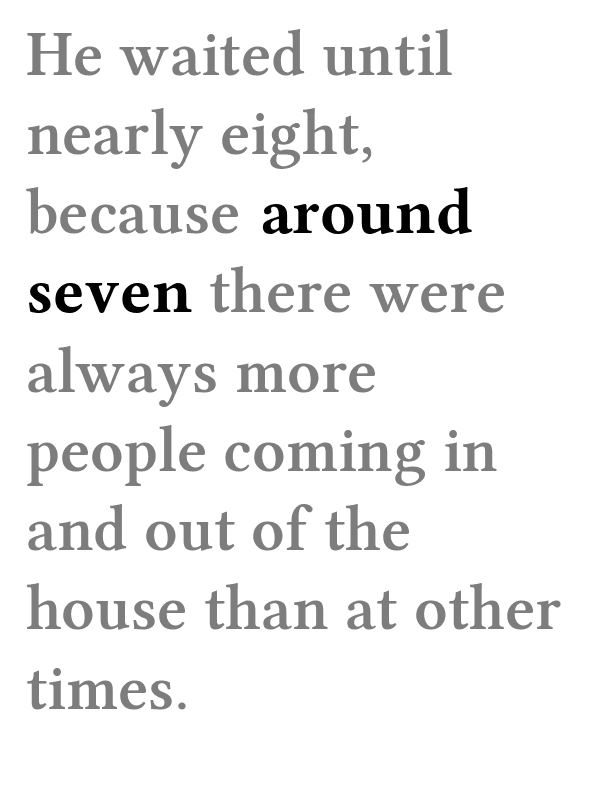 He waited until
nearly eight,
because around
seven there were
always more
people coming in
and out of the
house than at other
times.